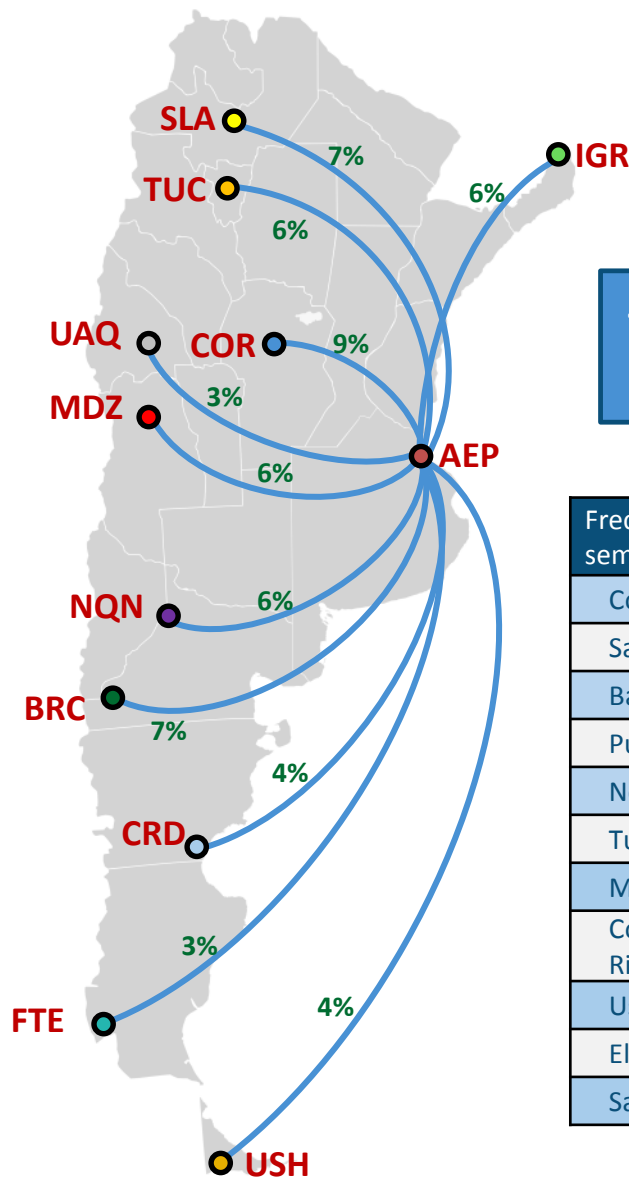 SLA
7%
IGR
TUC
6%
6%
UAQ
COR
9%
3%
MDZ
AEP
6%
NQN
6%
BRC
7%
4%
CRD
3%
FTE
4%
USH